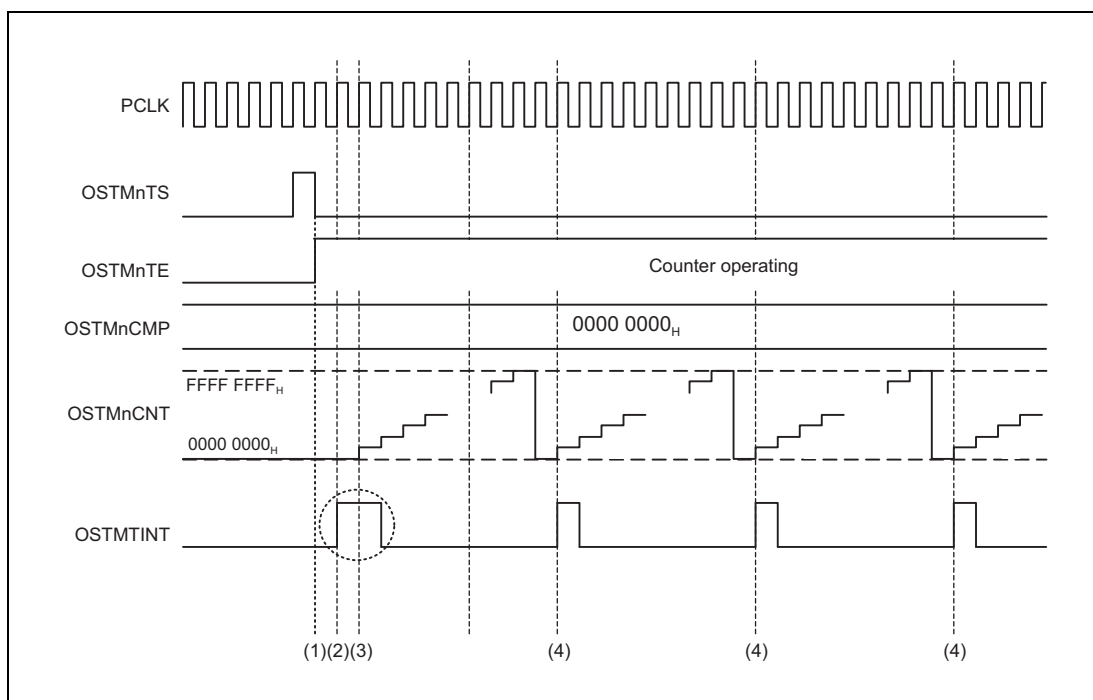 PCLK
OSTMnTS
OSTMnTE
Counter operating
OSTMnCMP
0000 0000H
FFFF FFFFH
OSTMnCNT
0000 0000H
OSTMTINT
(1)(2)(3) (4) (4) (4)